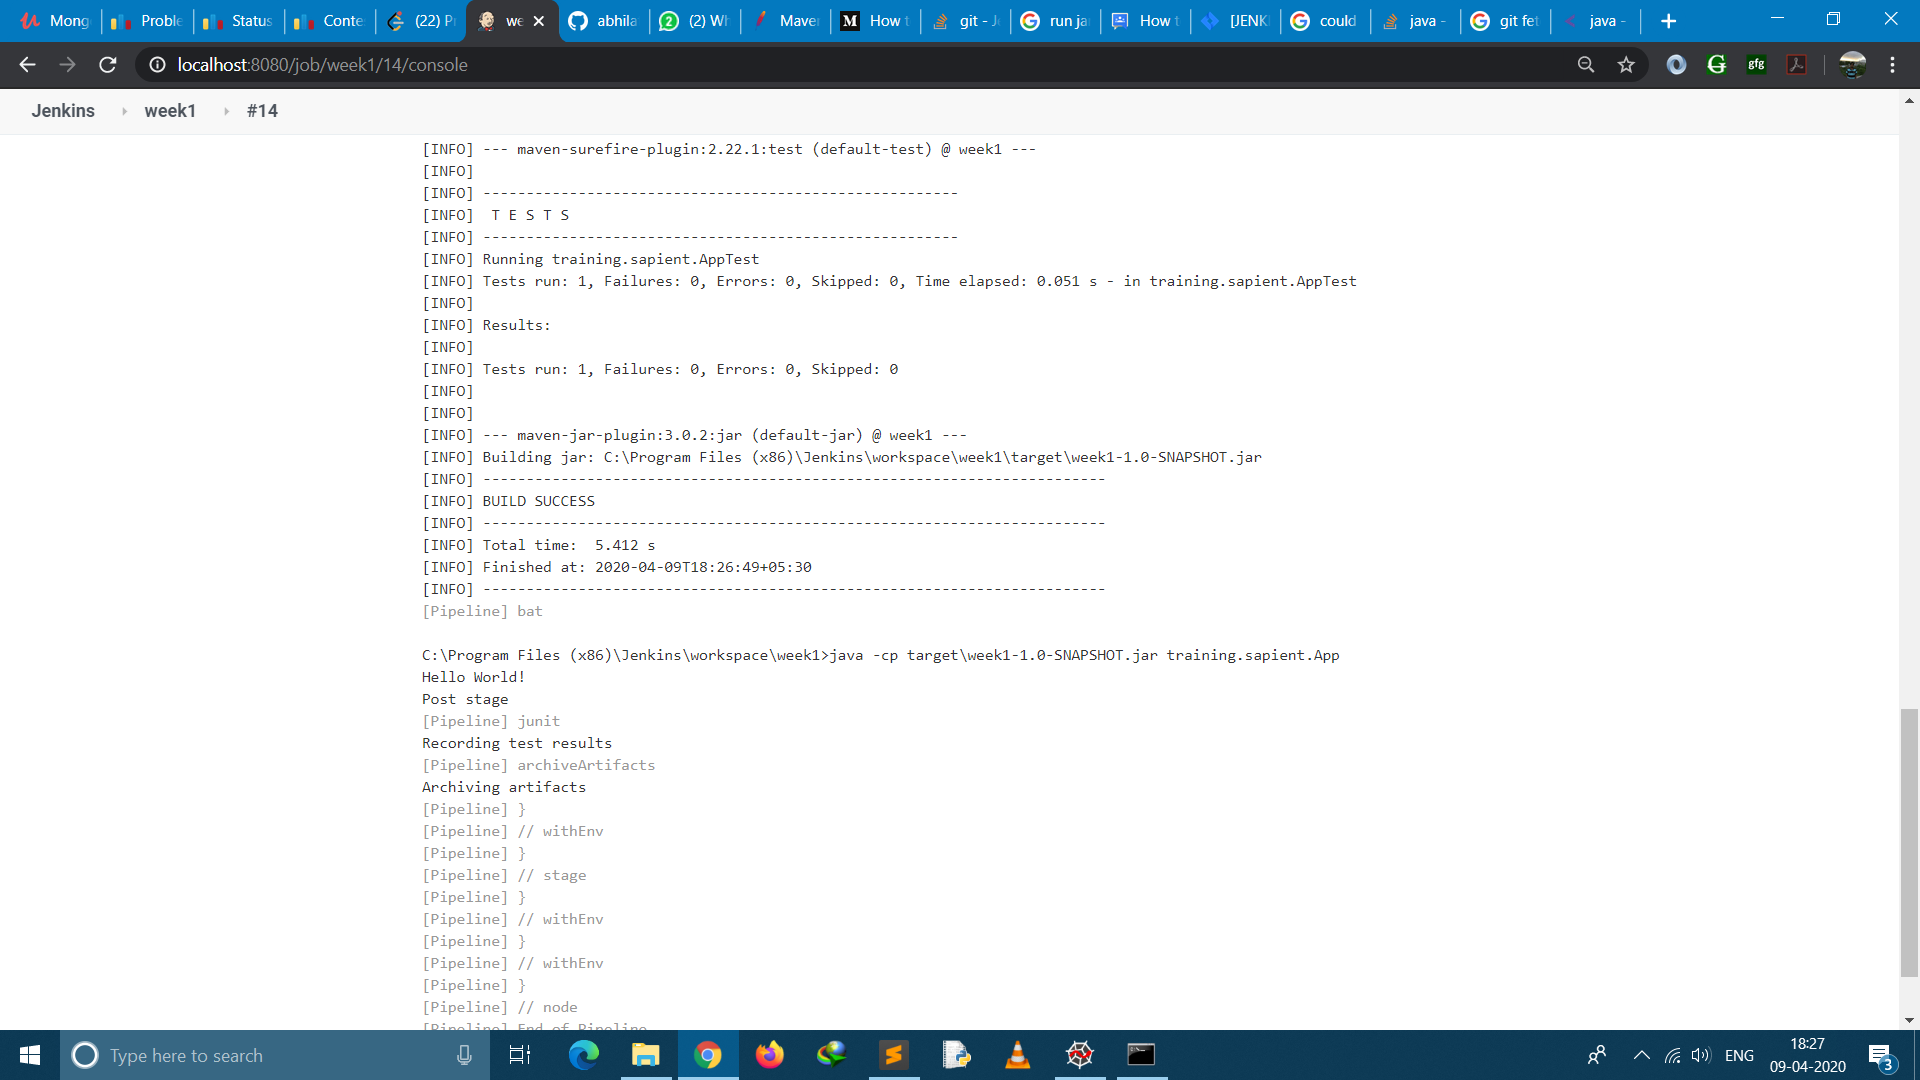 Mong
Proble
Status
Conte
(22) P
we
abhila
(2) Wh
Maver
How t
git - Je
run ja
How t
[JENK
could
java -
git fet
java -
localhost:8080/job/week1/14/console
Jenkins
week1
#14
[INFO] --- maven-surefire-plugin:2.22.1:test (default-test) @ week1 ---
[INFO]
[INFO] -------------------------------------------------------
[INFO]  T E S T S
[INFO] -------------------------------------------------------
[INFO] Running training.sapient.AppTest
[INFO] Tests run: 1, Failures: 0, Errors: 0, Skipped: 0, Time elapsed: 0.051 s - in training.sapient.AppTest
[INFO]
[INFO] Results:
[INFO]
[INFO] Tests run: 1, Failures: 0, Errors: 0, Skipped: 0
[INFO]
[INFO]
[INFO] --- maven-jar-plugin:3.0.2:jar (default-jar) @ week1 ---
[INFO] Building jar: C:\Program Files (x86)\Jenkins\workspace\week1\target\week1-1.0-SNAPSHOT.jar
[INFO] ------------------------------------------------------------------------
[INFO] BUILD SUCCESS
[INFO] ------------------------------------------------------------------------
[INFO] Total time:  5.412 s
[INFO] Finished at: 2020-04-09T18:26:49+05:30
[INFO] ------------------------------------------------------------------------
[Pipeline] bat
C:\Program Files (x86)\Jenkins\workspace\week1>java -cp target\week1-1.0-SNAPSHOT.jar training.sapient.App
Hello World!
Post stage
[Pipeline] junit
Recording test results
[Pipeline] archiveArtifacts
Archiving artifacts
[Pipeline] }
[Pipeline] // withEnv
[Pipeline] }
[Pipeline] // stage
[Pipeline] }
[Pipeline] // withEnv
[Pipeline] }
[Pipeline] // withEnv
[Pipeline] }
[Pipeline] // node
[Pipeline] End of Pipeline
Type here to search
ENG
18:27
09-04-2020
3